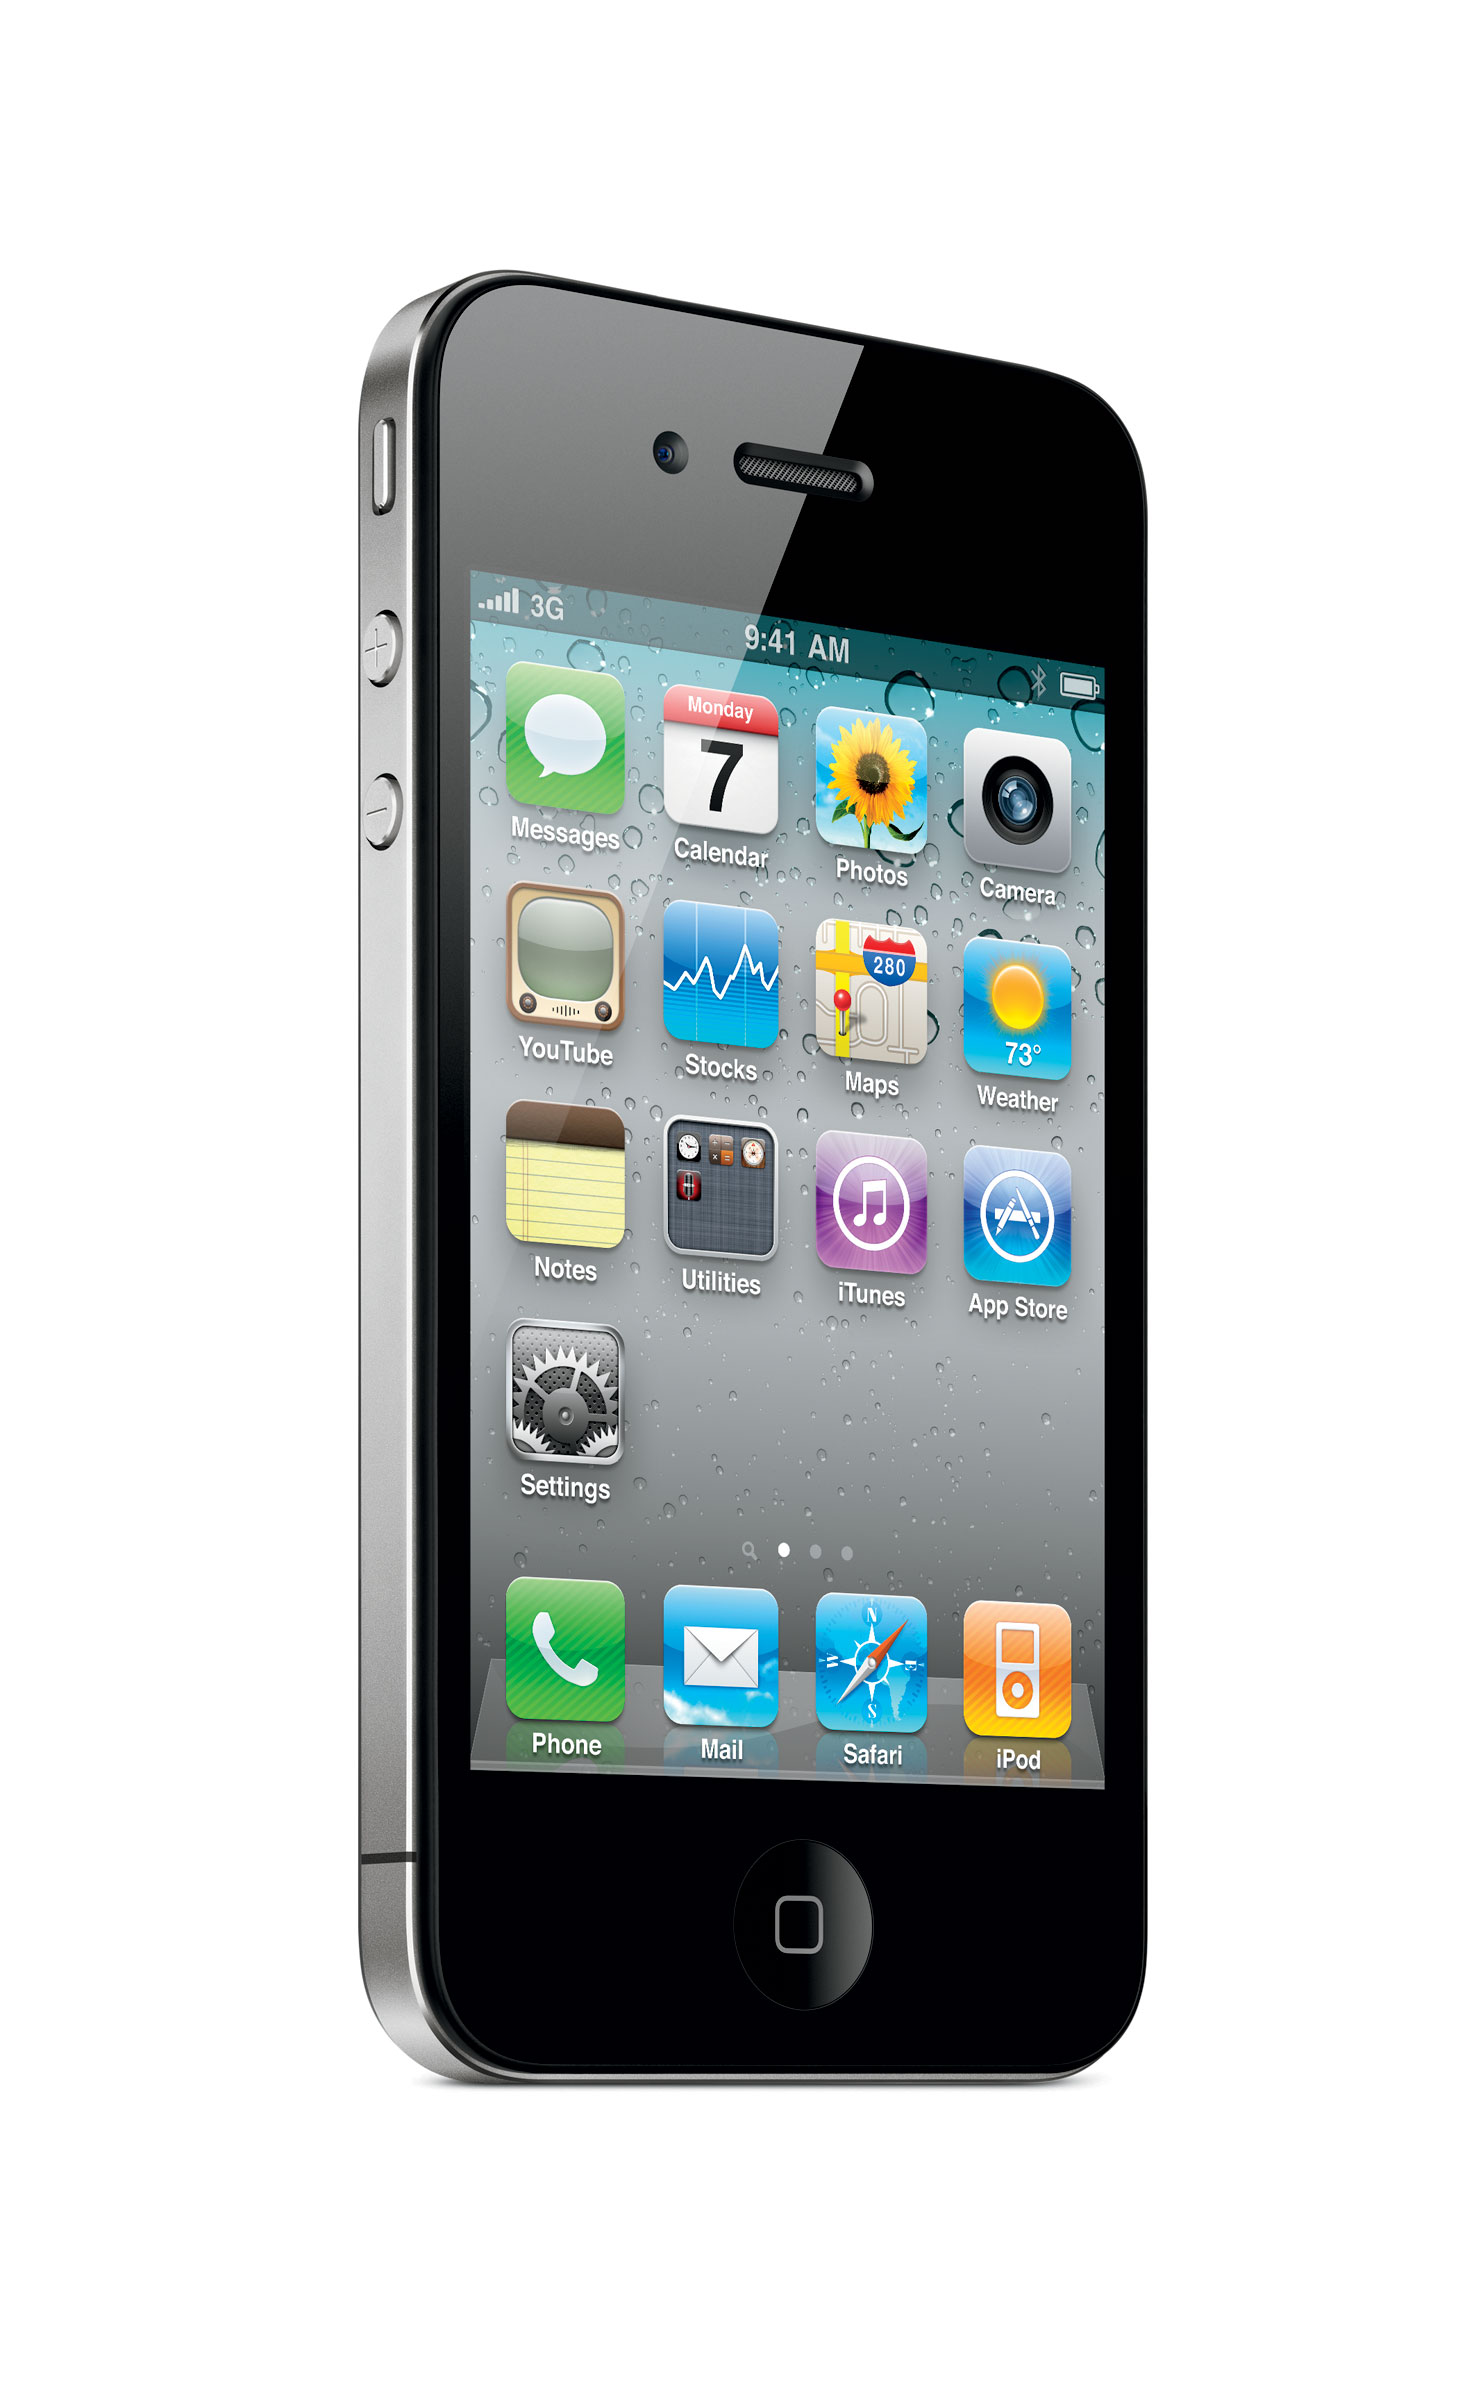 3G
9:41 AM
Monday
7
Messages
Calendar
Photos
Camera
280
73°
YouTube
Stocks
Maps
Weather
Notes
Utilities
iTunes
App Store
Settings
N
W E
S
Phone
Mail
Safari
iPod